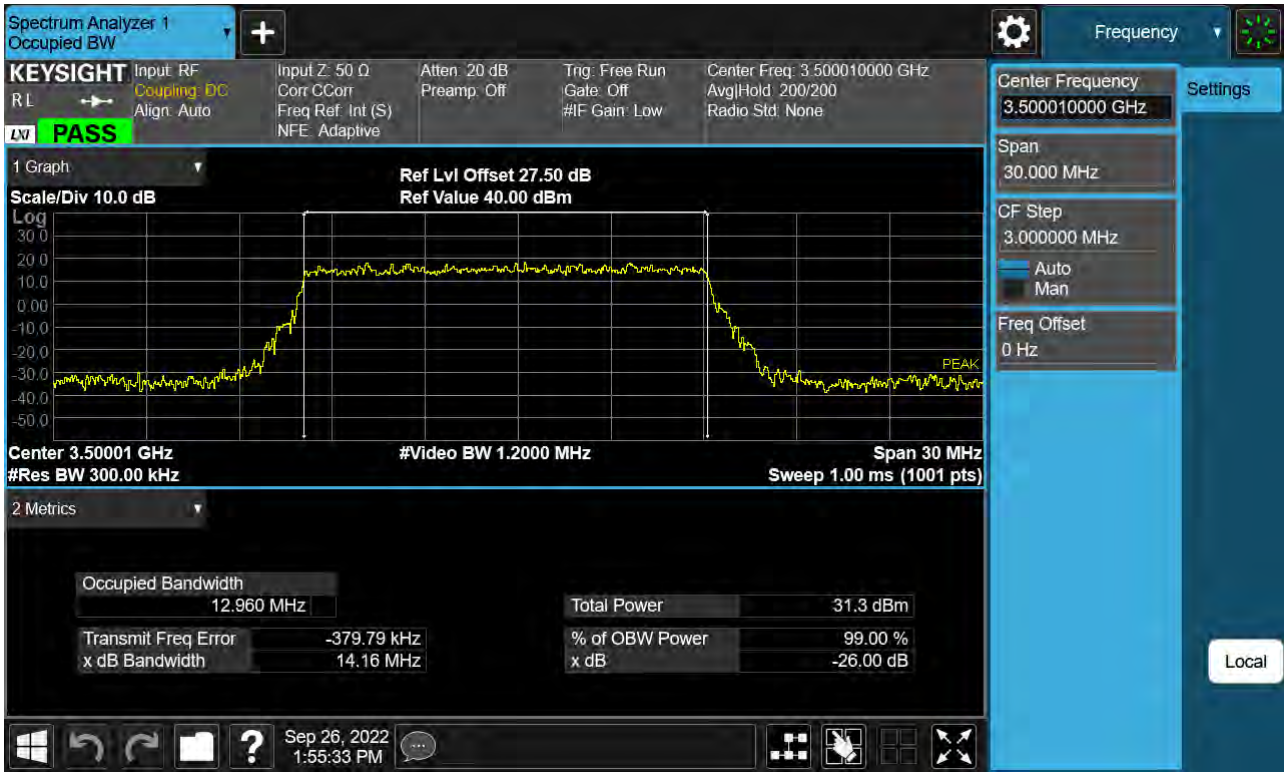 Spectrum Analyzer 1
Occupied BW
+
Frequency
KEYSIGHT
RL
LXI
PASS
Input: RF
Coupling: DC
Align: Auto
Input Z: 50 Ω
Corr CCorr
Freq Ref: Int (S)
NFE: Adaptive
Atten: 20 dB
Preamp: Off
Trig: Free Run
Gate: Off
#IF Gain: Low
Center Freq: 3.500010000 GHz
Avg|Hold: 200/200
Radio Std: None
Center Frequency
3.500010000 GHz
Settings
Span
30.000 MHz
CF Step
3.000000 MHz
Auto
Man
Freq Offset
0 Hz
Local
1 Graph
Scale/Div 10.0 dB
Ref Lvl Offset 27.50 dB
Ref Value 40.00 dBm
Log
30.0
20.0
10.0
0.00
-10.0
-20.0
-30.0
-40.0
-50.0
PEAK
Center 3.50001 GHz
#Res BW 300.00 kHz
#Video BW 1.2000 MHz
Span 30 MHz
Sweep 1.00 ms (1001 pts)
2 Metrics
Occupied Bandwidth
12.960 MHz
Transmit Freq Error -379.79 kHz
x dB Bandwidth 14.16 MHz
Total Power 31.3 dBm
% of OBW Power 99.00 %
x dB -26.00 dB
?
Sep 26, 2022
1:55:33 PM